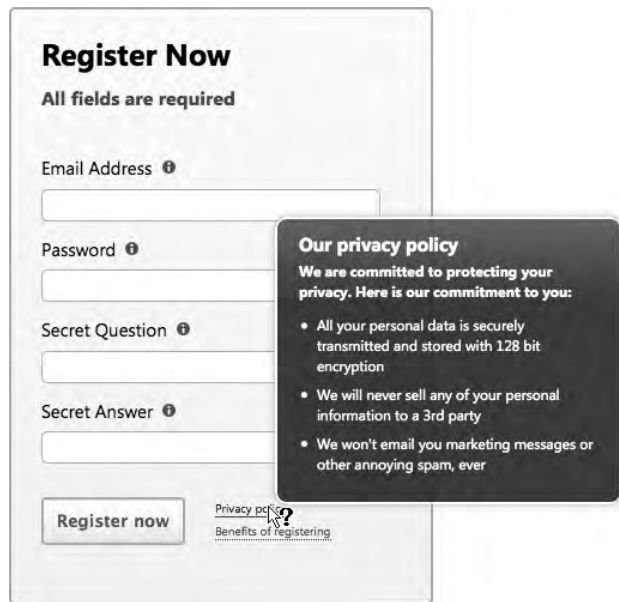 Register Now
All fields are required
Email Address
Password
Secret Question
Secret Answer
Our privacy policy
We are committed to protecting your
privacy. Here is our commitment to you:
• All your personal data is securely
transmitted and stored with 128 bit
encryption
• We will never sell any of your personal
information to a 3rd party
• We won't email you marketing messages or
other annoying spam, ever
Register now
Privacy policy
Benefits of registering